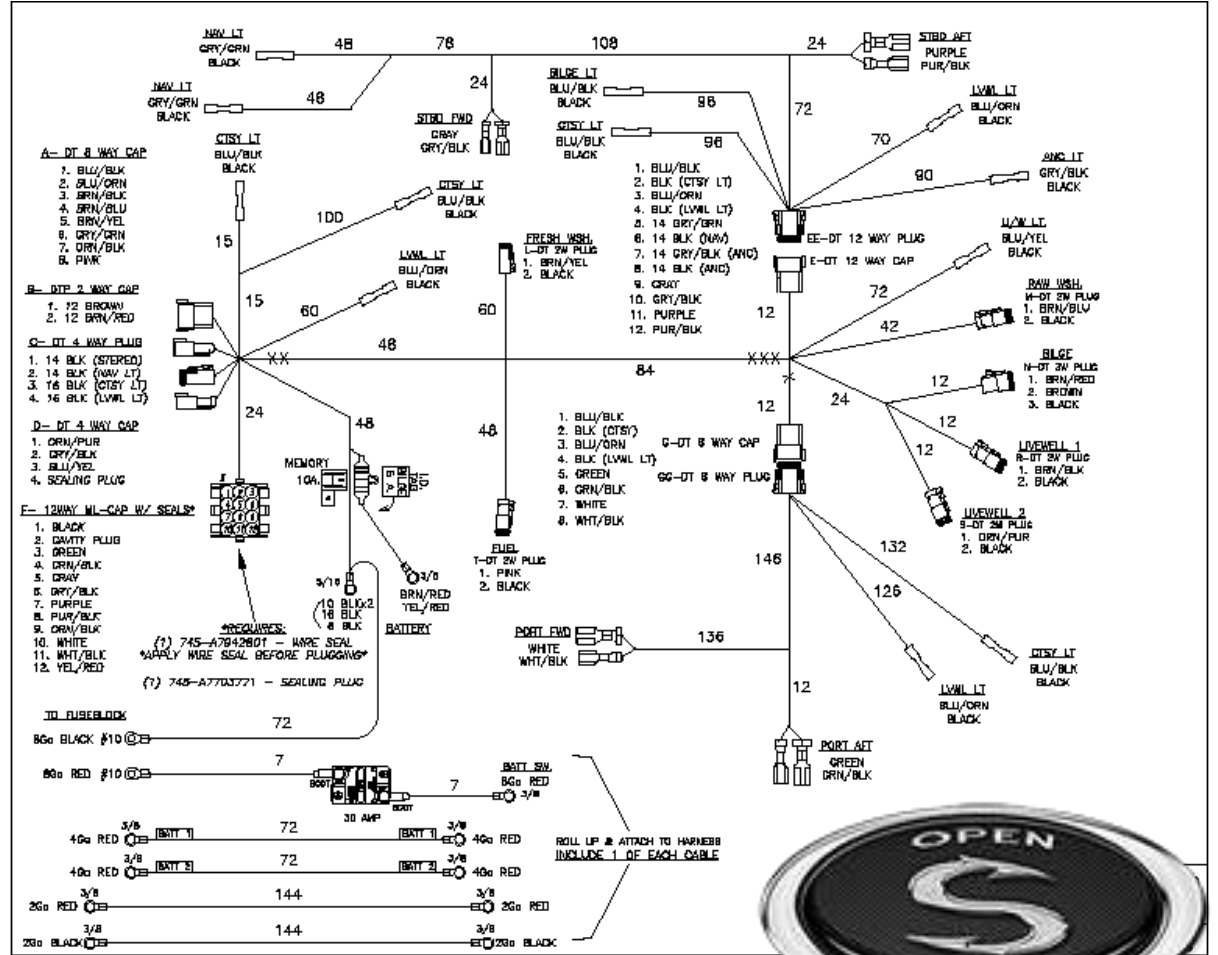 NAV LT
GRY/GRN
BLACK
48
78
108
24
STBD AFT
PURPLE
PUR/BLK
NAV LT
GRY/GRN
BLACK
46
24
STBD FWD
GRAY
GRY/BLK
BILGE LT
BLU/BLK
BLACK
96
CTSY LT
BLU/BLK
BLACK
96
72
LVWL LT
BLU/ORN
BLACK
70
ANC LT
GRY/BLK
BLACK
90
A- DT 8 WAY CAP
1. BLU/BLK
2. BLU/ORN
3. BRN/BLK
4. BRN/BLU
5. BRN/YEL
6. GRY/GRN
7. ORN/BLK
8. PINK
CTSY LT
BLU/BLK
BLACK
15
100
CTSY LT
BLU/BLK
BLACK
1. BLU/BLK
2. BLK (CTSY LT)
3. BLU/ORN
4. BLK (LVWL LT)
5. 14 GRY/GRN
6. 14 BLK (NAV)
7. 14 GRY/BLK (ANC)
8. 14 BLK (ANC)
9. GRAY
10. GRY/BLK
11. PURPLE
12. PUR/BLK
EE-DT 12 WAY PLUG
E-DT 12 WAY CAP
12
U/W LT.
BLU/YEL
BLACK
72
RAW WSH.
M-DT 2W PLUG
1. BRN/BLU
2. BLACK
42
B- DTP 2 WAY CAP
1. 12 BROWN
2. 12 BRN/RED
15
60
LVWL LT
BLU/ORN
BLACK
FRESH WSH.
L-DT 2W PLUG
1. BRN/YEL
2. BLACK
60
C- DT 4 WAY PLUG
1. 14 BLK (STEREO)
2. 14 BLK (NAV LT)
3. 16 BLK (CTSY LT)
4. 16 BLK (LVWL LT)
XX
48
84
XXX
BILGE
N-DT 3W PLUG
1. BRN/RED
2. BROWN
3. BLACK
12
24
12
12
D- DT 4 WAY CAP
1. ORN/PUR
2. GRY/BLK
3. BLU/YEL
4. SEALING PLUG
24
48
MEMORY
10A.
I.D. TAG
48
1. BLU/BLK
2. BLK (CTSY)
3. BLU/ORN
4. BLK (LVWL LT)
5. GREEN
6. GRN/BLK
7. WHITE
8. WHT/BLK
X
12
G-DT 8 WAY CAP
GG-DT 8 WAY PLUG
LIVEWELL 1
R-DT 2W PLUG
1. BRN/BLK
2. BLACK
LIVEWELL 2
S-DT 2W PLUG
1. ORN/PUR
2. BLACK
F- 12WAY ML-CAP W/ SEALS*
1. BLACK
2. CAVITY PLUG
3. GREEN
4. GRN/BLK
5. GRAY
6. GRY/BLK
7. PURPLE
8. PUR/BLK
9. ORN/BLK
10. WHITE
11. WHT/BLK
12. YEL/RED
*REQUIRES:
(1) 745-A7942801 - WIRE SEAL
*APPLY WIRE SEAL BEFORE PLUGGING*
(1) 745-A7703771 - SEALING PLUG
5/16
10 BLK×2
16 BLK
8 BLK
3/8
BRN/RED
YEL/RED
BATTERY
FUEL
T-DT 2W PLUG
1. PINK
2. BLACK
146
132
126
PORT FWD
WHITE
WHT/BLK
136
12
LVWL LT
BLU/ORN
BLACK
CTSY LT
BLU/BLK
BLACK
TO FUSEBLOCK
8Ga BLACK #10
72
PORT AFT
GREEN
GRN/BLK
8Ga RED #10
7
BOOT
30 AMP
BOOT
7
BATT SW.
8Ga RED
3/8
4Ga RED
3/8
BATT 1
72
BATT 1
3/8
4Ga RED
4Ga RED
3/8
BATT 2
72
BATT 2
3/8
4Ga RED
ROLL UP & ATTACH TO HARNESS
INCLUDE 1 OF EACH CABLE
2Ga RED
3/8
144
3/8
2Ga RED
2Ga BLACK
3/8
144
3/8
2Ga BLACK
OPEN
S